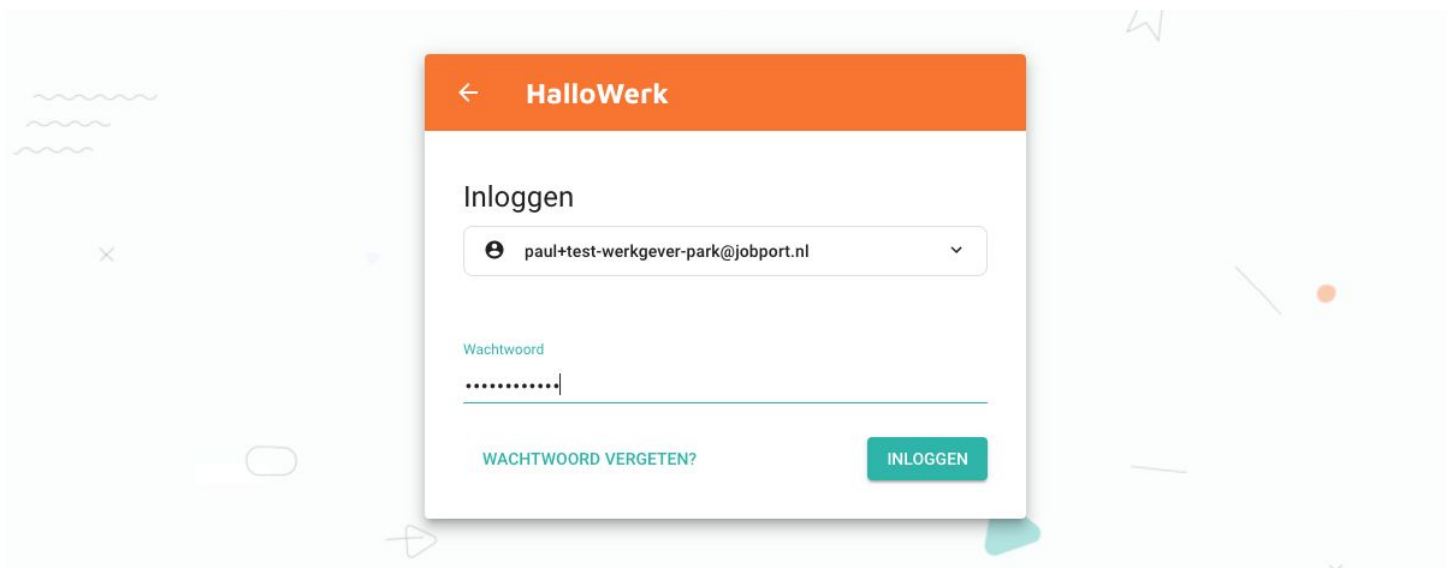 HalloWerk
Inloggen
paul+test-werkgever-park@jobport.nl
Wachtwoord
••••••••••••
WACHTWOORD VERGETEN?
INLOGGEN